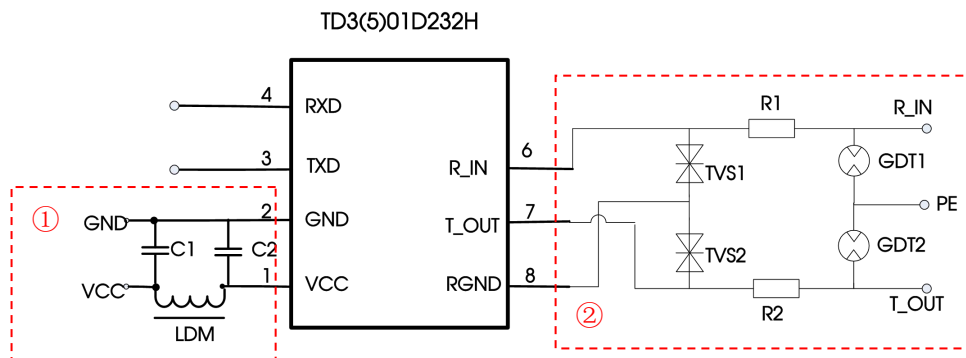 TD3(5)01D232H
4
RXD
3
TXD
2
GND
1
VCC
6
R_IN
7
T_OUT
8
RGND
①
GND
C1
C2
VCC
LDM
R1
R_IN
TVS1
GDT1
PE
TVS2
GDT2
R2
T_OUT
②